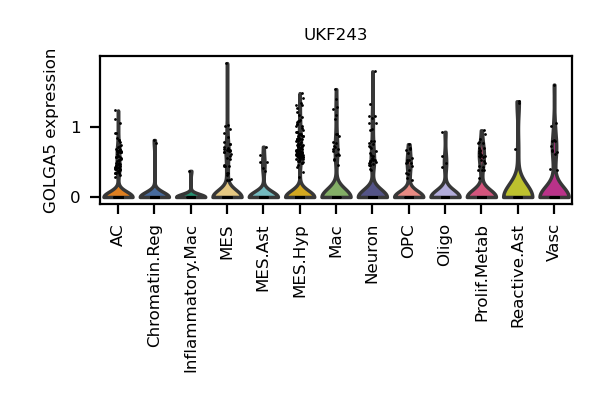 UKF243
GOLGA5 expression
1
0
AC
Chromatin.Reg
Inflammatory.Mac
MES
MES.Ast
MES.Hyp
Mac
Neuron
OPC
Oligo
Prolif.Metab
Reactive.Ast
Vasc